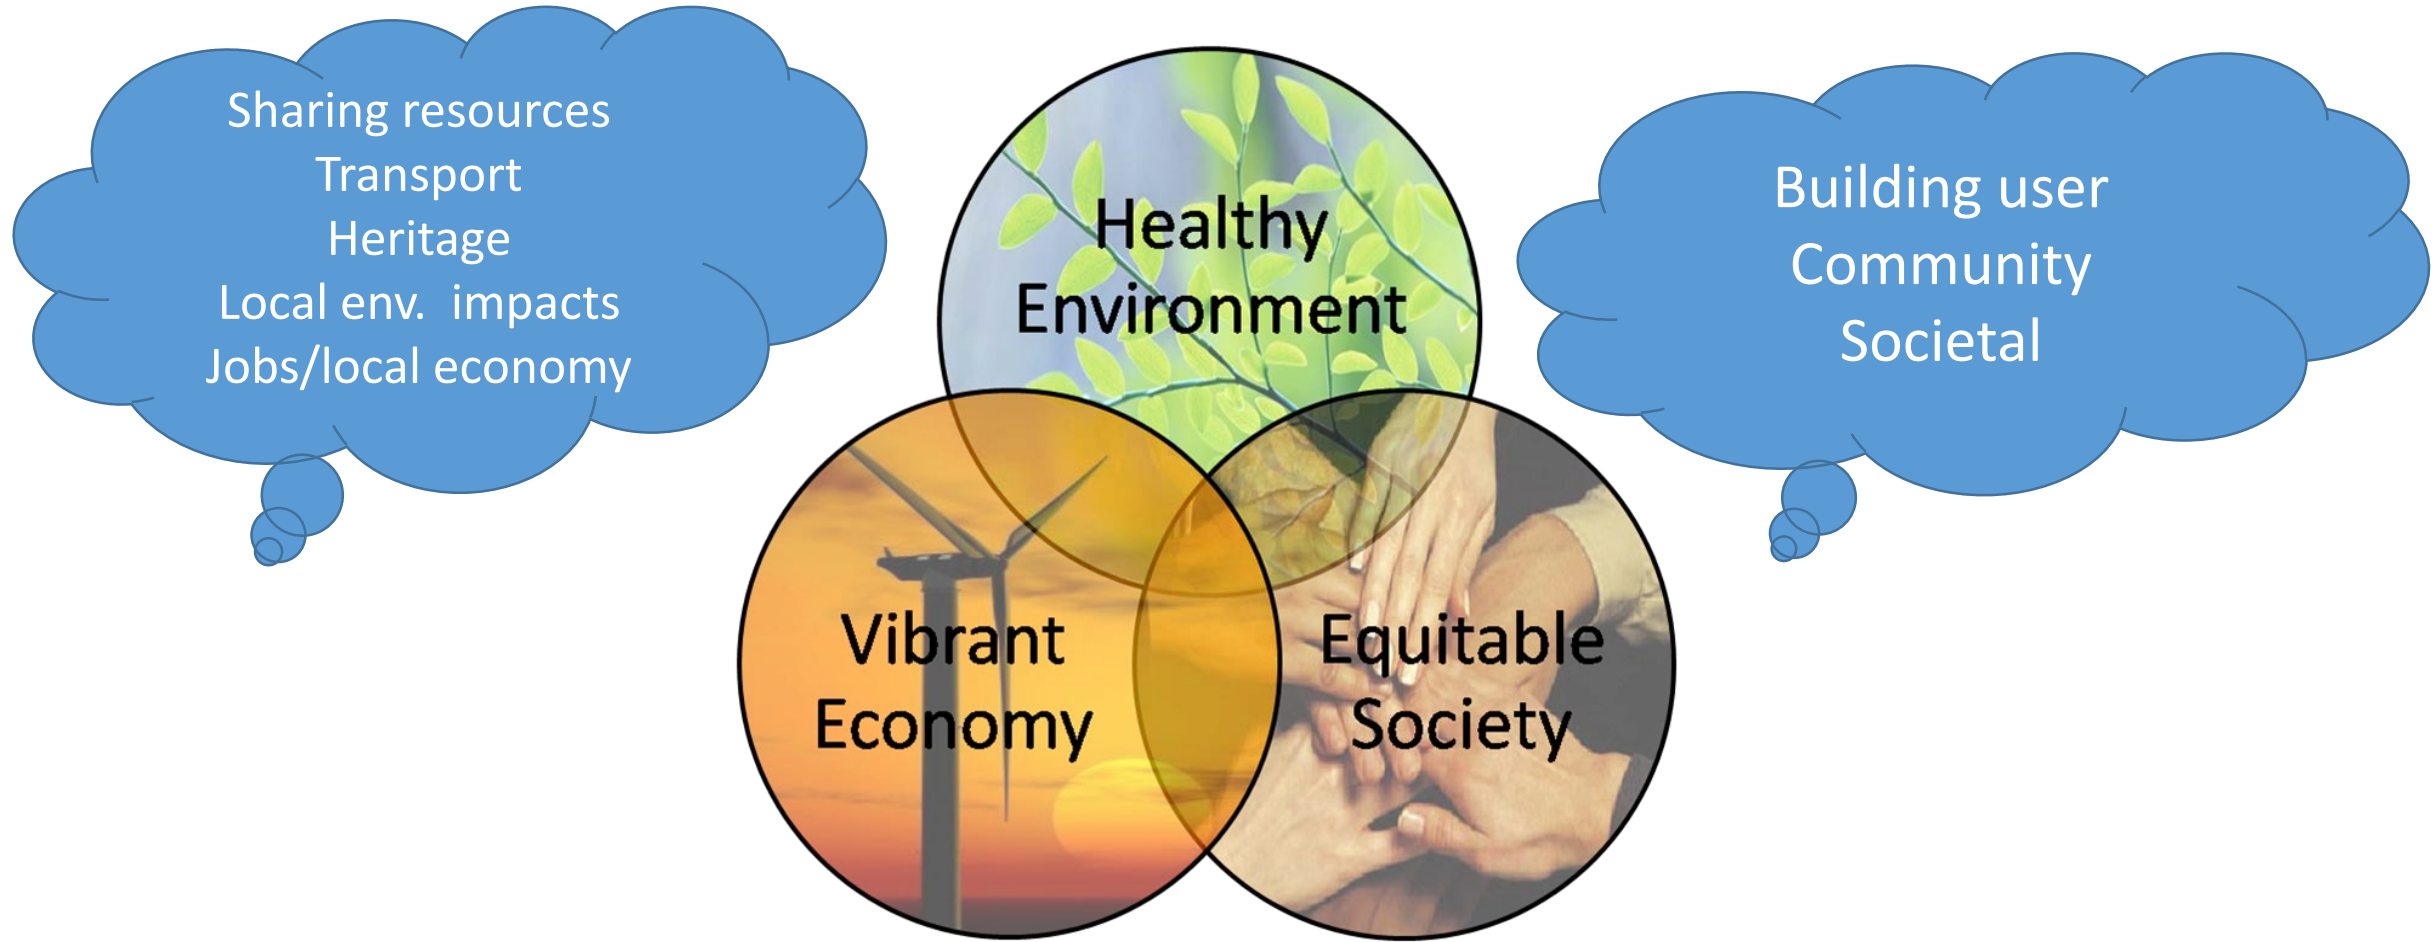 Sharing resources
Transport
Heritage
Local env.  impacts
Jobs/local economy
Healthy
Environment
Building user
Community
Societal
Vibrant
Economy
Equitable
Society